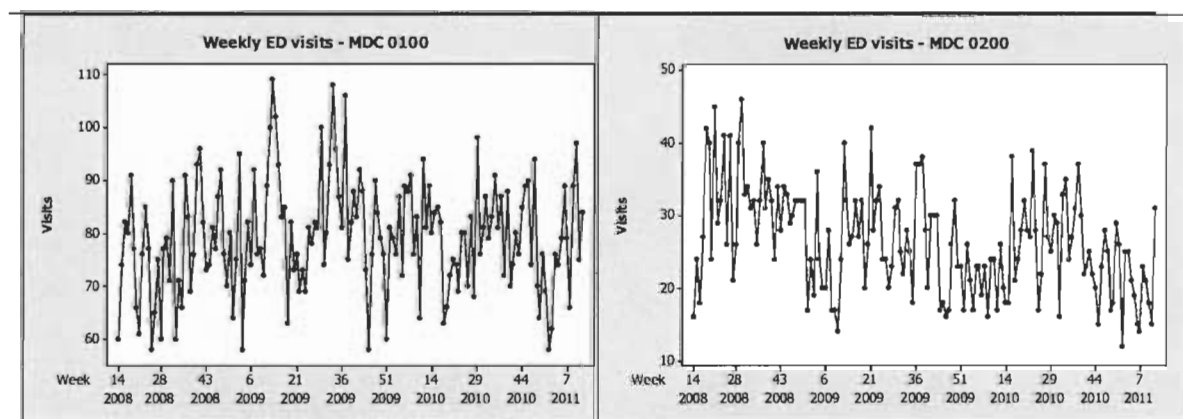 Weekly ED visits - MDC 0100
Visits
110
100
90
80
70
60
Week 14 28 43 6 21 36 51 14 29 44 7
2008 2008 2008 2009 2009 2009 2009 2010 2010 2010 2011
Weekly ED visits - MDC 0200
Visits
50
40
30
20
10
14 28 43 6 21 36 51 14 29 44 7
2008 2008 2008 2009 2009 2009 2009 2010 2010 2010 2011